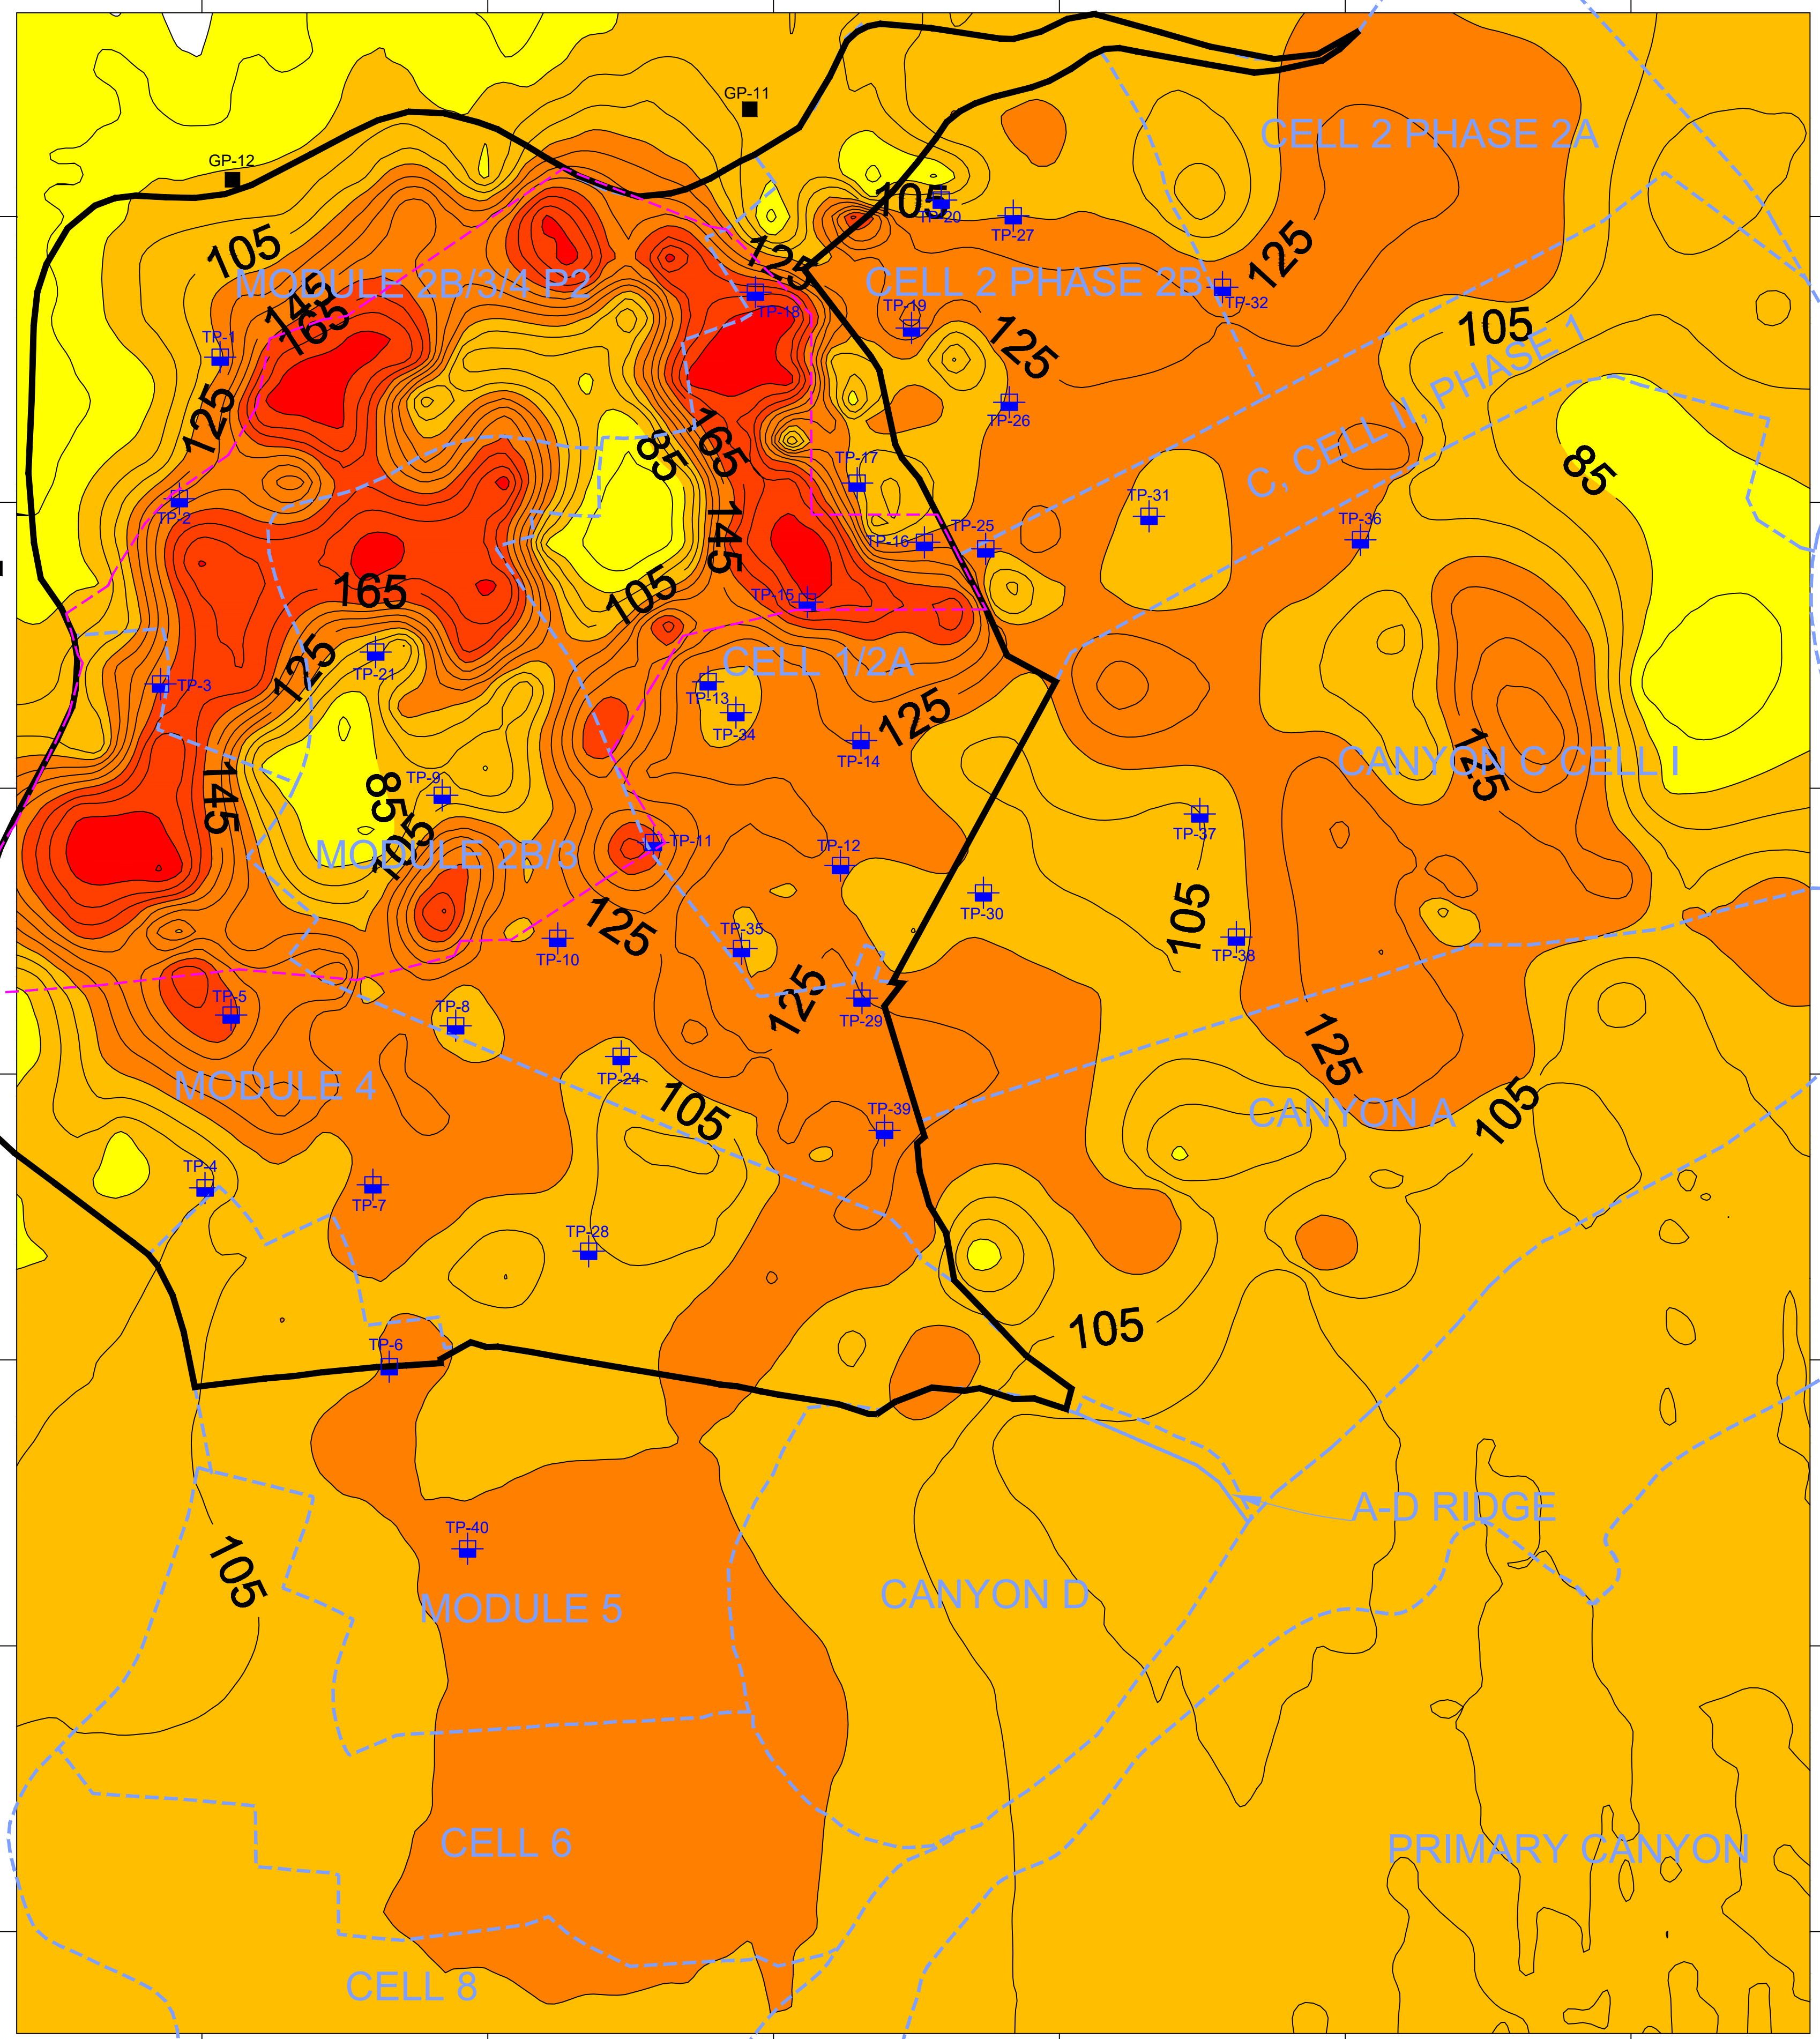 GP-11
GP-12
CELL 2 PHASE 2A
105
TP-20
TP-27
105
125
125
MODULE 2B/3/4 P2
CELL 2 PHASE 2B
145
165
TP-18
TP-19
TP-32
105
TP-1
125
C, CELL II, PHASE 1
125
TP-26
165
85
TP-17
85
TP-31
TP-2
TP-25
TP-36
145
TP-16
165
105
TP-15
125
TP-21
CELL 1/2A
TP-3
TP-13
125
TP-34
TP-14
125
CANYON C CELL I
TP-9
145
85
TP-37
105
MODULE 2B/3
TP-11
TP-12
TP-30
105
125
TP-35
TP-10
TP-38
TP-5
125
TP-8
TP-29
125
TP-24
MODULE 4
105
CANYON A
105
TP-39
TP-4
TP-7
TP-28
105
TP-6
A-D RIDGE
TP-40
105
CANYON D
MODULE 5
CELL 6
PRIMARY CANYON
CELL 8